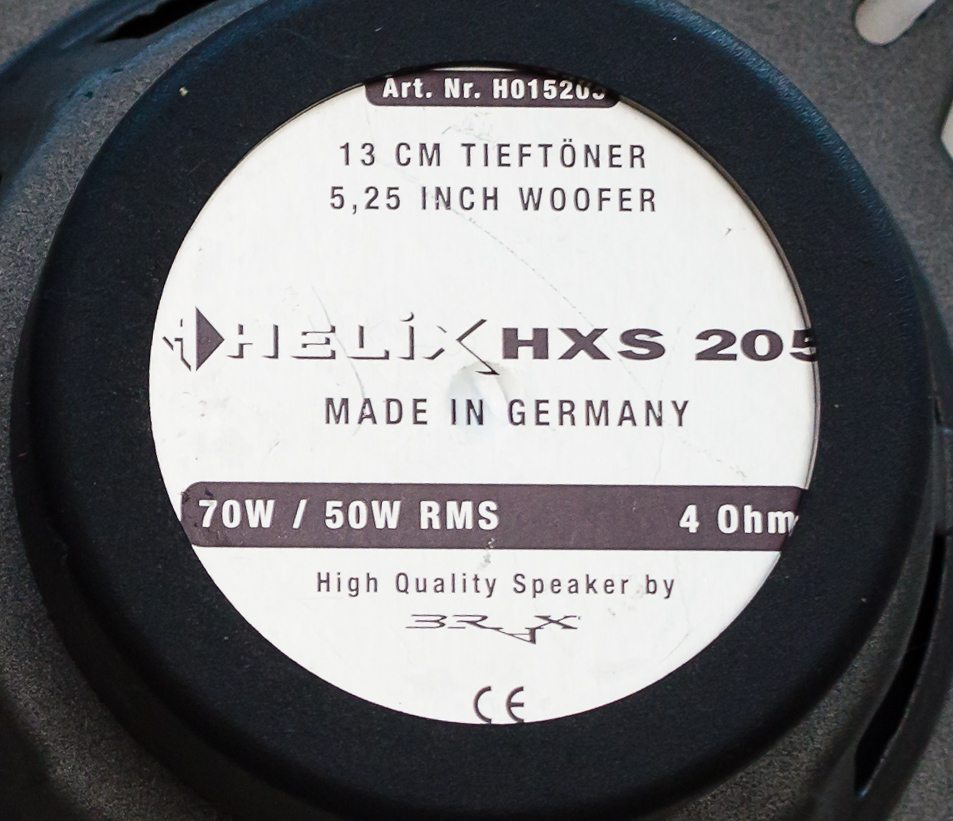 Art. Nr. H015205
13 CM TIEFTÖNER
5,25 INCH WOOFER
HELiX HXS 205
MADE IN GERMANY
70W / 50W RMS 4 Ohm
High Quality Speaker by
BRAX
CE